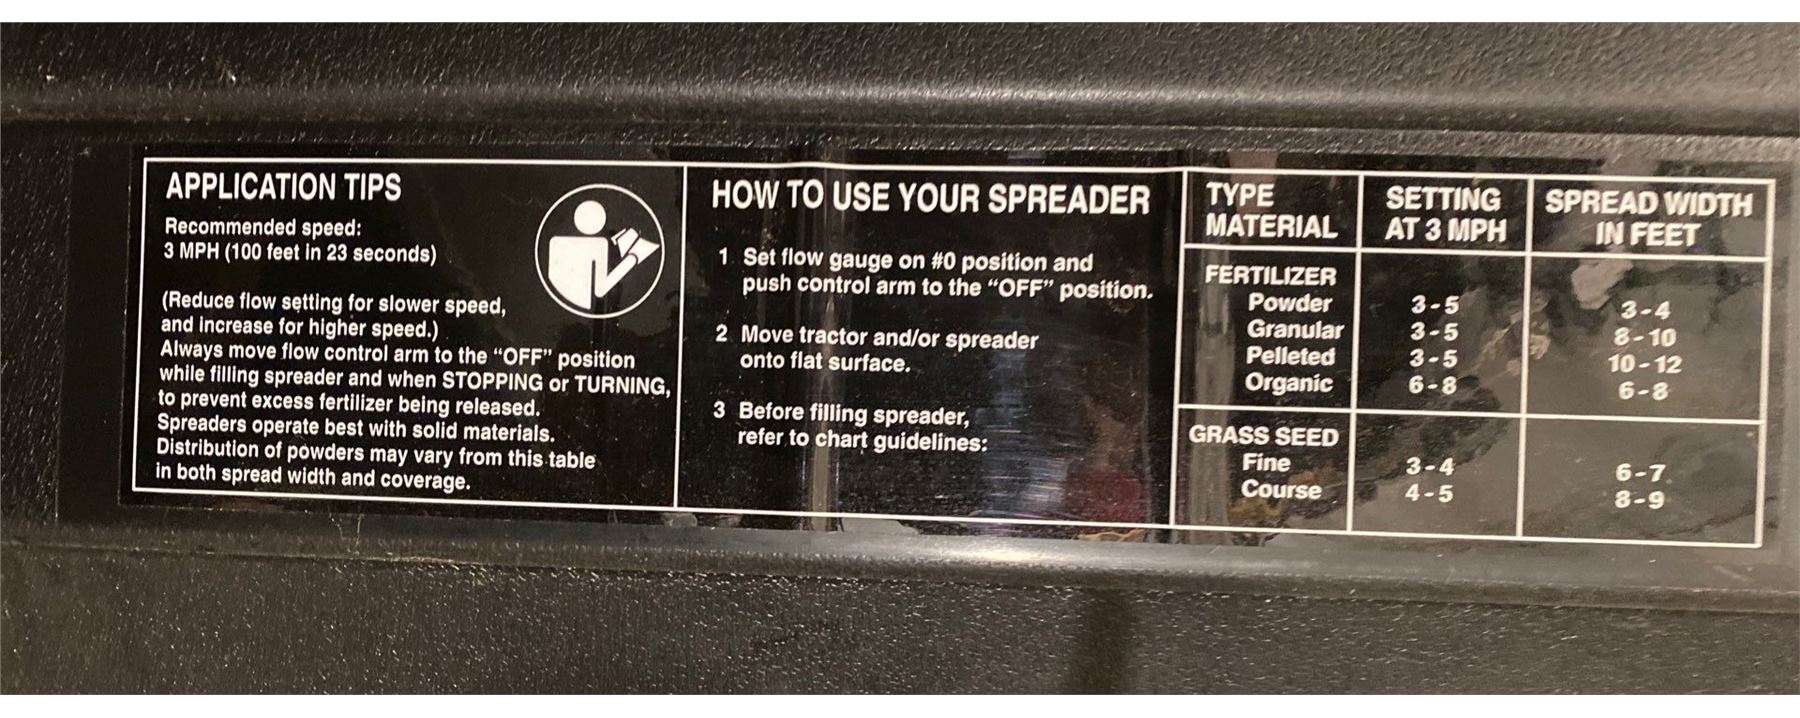 APPLICATION TIPS
Recommended speed:
3 MPH (100 feet in 23 seconds)
(Reduce flow setting for slower speed,
and increase for higher speed.)
Always move flow control arm to the “OFF” position
while filling spreader and when STOPPING or TURNING,
to prevent excess fertilizer being released.
Spreaders operate best with solid materials.
Distribution of powders may vary from this table
in both spread width and coverage.
HOW TO USE YOUR SPREADER
1 Set flow gauge on #0 position and
push control arm to the “OFF” position.
2 Move tractor and/or spreader
onto flat surface.
3 Before filling spreader,
refer to chart guidelines:
TYPE SETTING SPREAD WIDTH
MATERIAL AT 3 MPH IN FEET
FERTILIZER
Powder 3-5 3-4
Granular 3-5 8-10
Pelleted 3-5 10-12
Organic 6-8 6-8
GRASS SEED
Fine 3-4 6-7
Course 4-5 8-9